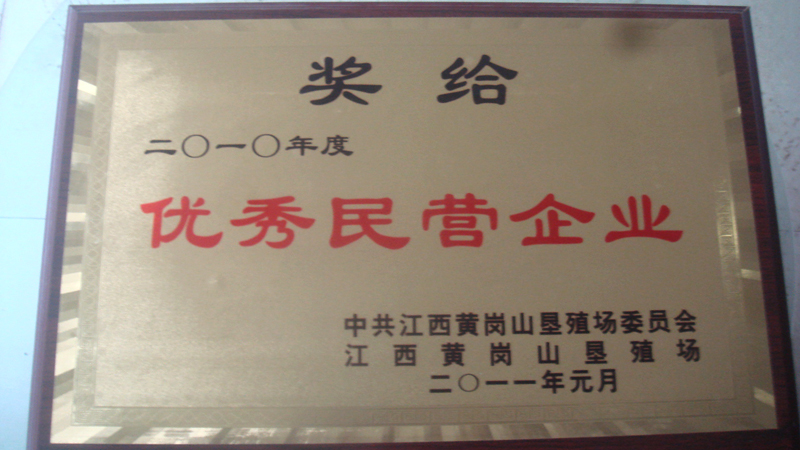 奖给
二〇一〇年度
优秀民营企业
中共江西黄岗山垦殖场委员会
江西黄岗山垦殖场
二〇一一年元月